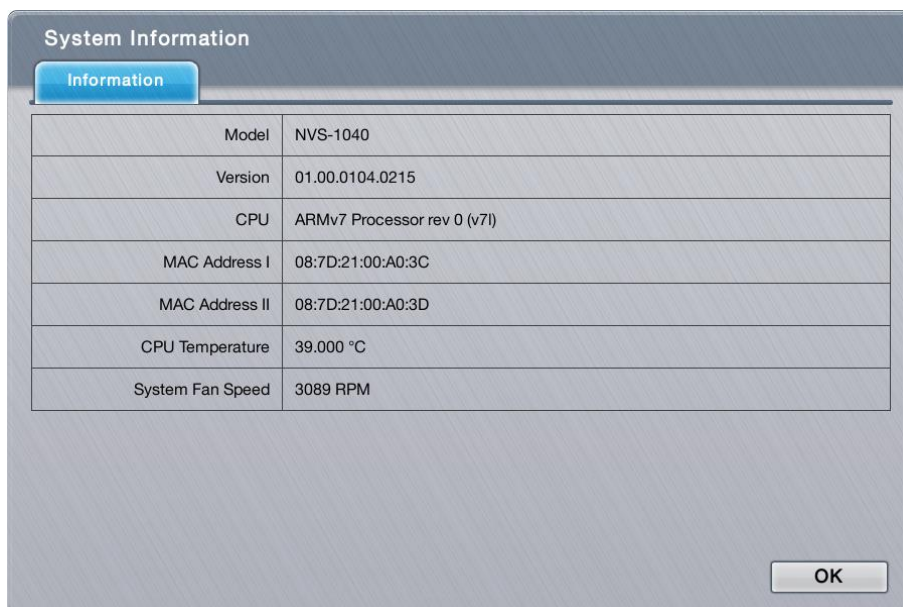 System Information
Information
Model NVS-1040
Version 01.00.0104.0215
CPU ARMv7 Processor rev 0 (v7l)
MAC Address I 08:7D:21:00:A0:3C
MAC Address II 08:7D:21:00:A0:3D
CPU Temperature 39.000 °C
System Fan Speed 3089 RPM
OK